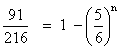 91/216 = 1 − (5/6)ⁿ